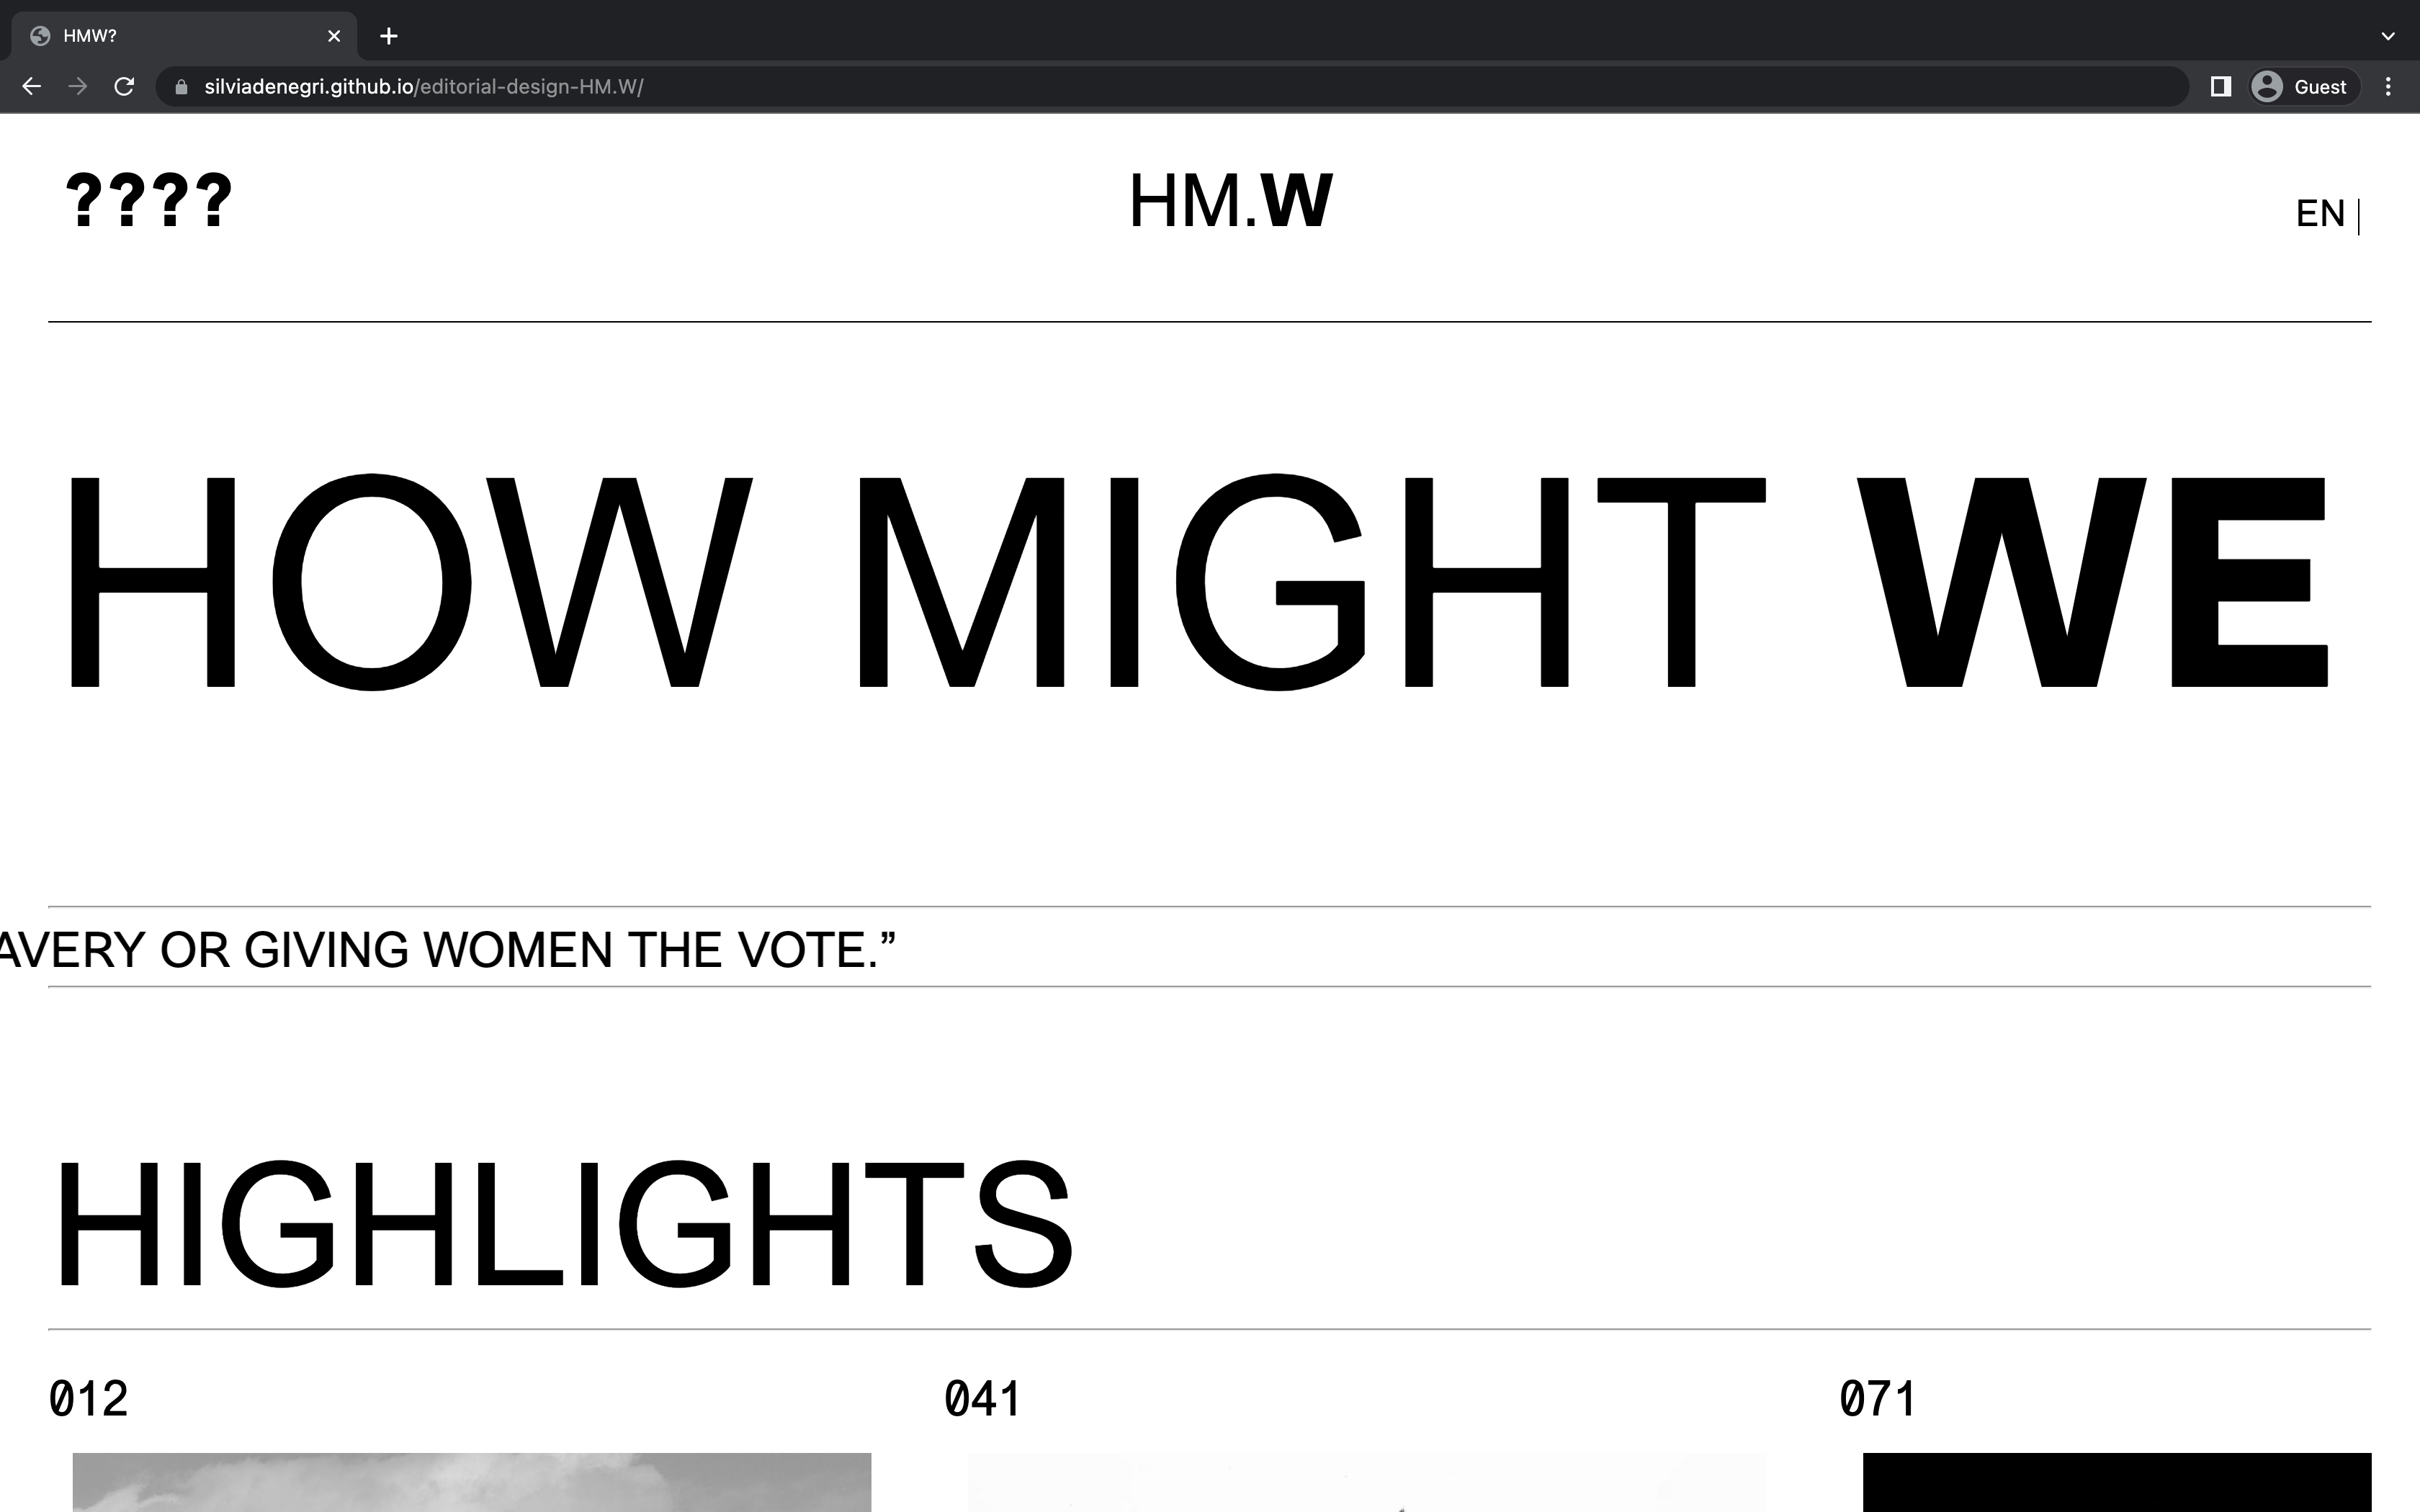 HMW?
silviadenegri.github.io/editorial-design-HM.W/
Guest
???? HM.W EN |
HOW MIGHT WE
AVERY OR GIVING WOMEN THE VOTE.”
HIGHLIGHTS
012 041 071